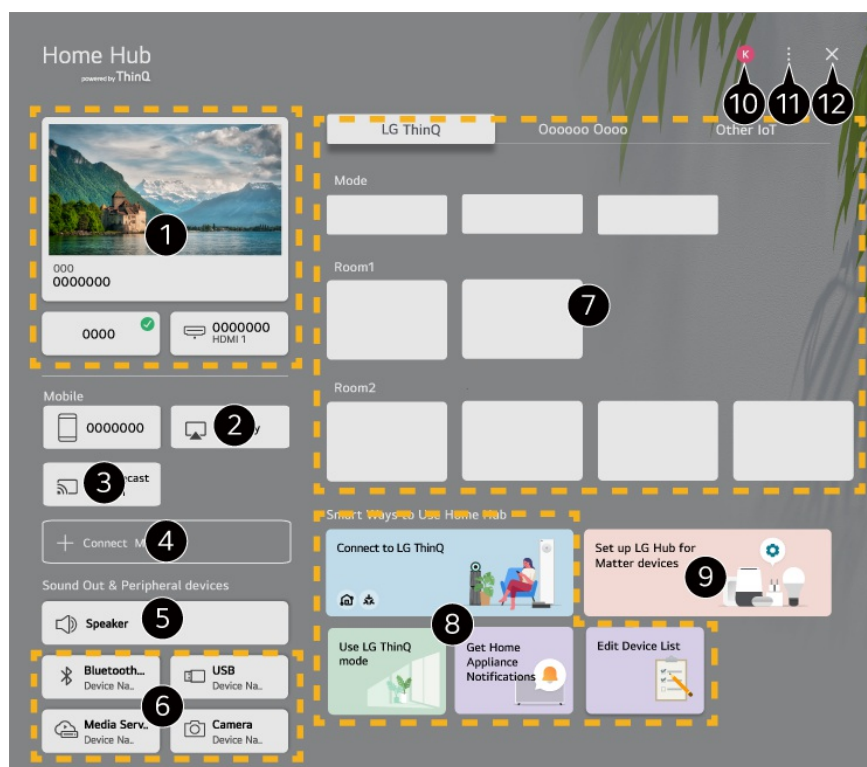 Home Hub
powered by ThinQ
K
10
11
12
LG ThinQ
Oooooo Oooo
Other IoT
1
ooo
0000000
0000
0000000
HDMI 1
Mode
Room1
7
Room2
Mobile
0000000
2
3
4
+ Connect
Sound Out & Peripheral devices
Speaker
5
Bluetooth...
Device Na..
USB
Device Na..
6
Media Serv..
Device Na..
Camera
Device Na..
Smart Ways to Use Home Hub
Connect to LG ThinQ
Set up LG Hub for
Matter devices
9
8
Use LG ThinQ
mode
Get Home
Appliance
Notifications
Edit Device List